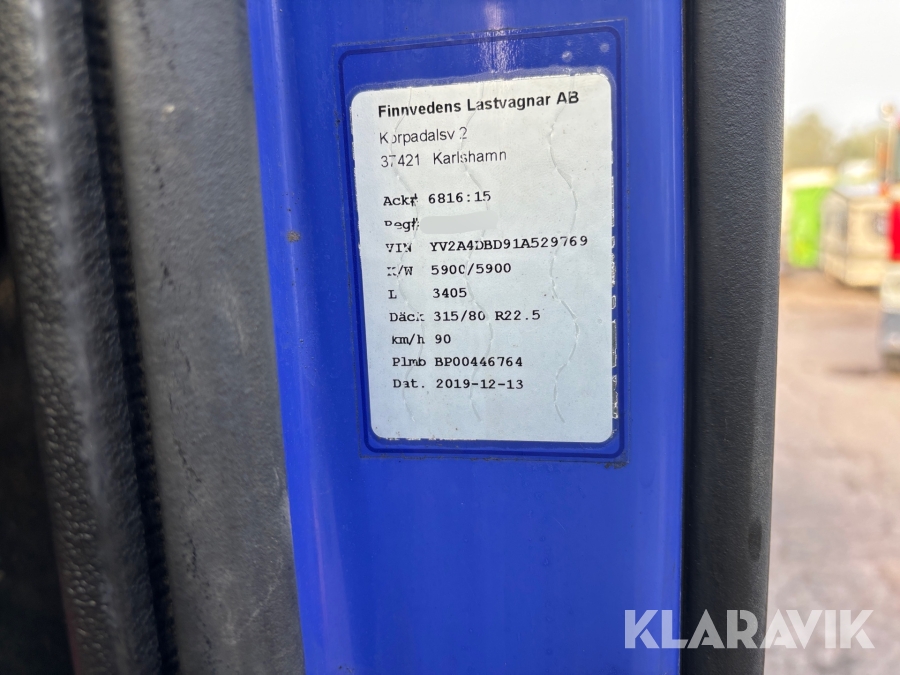 Finnvedens Lastvagnar AB
Korpadalsv 2
37421 Karlshamn
Ack# 6816:15
Reg#
VIN YV2A4DBD91A529769
K/W 5900/5900
L 3405
Däck 315/80 R22.5
km/h 90
Plmb BP00446764
Dat. 2019-12-13
KLARAVIK